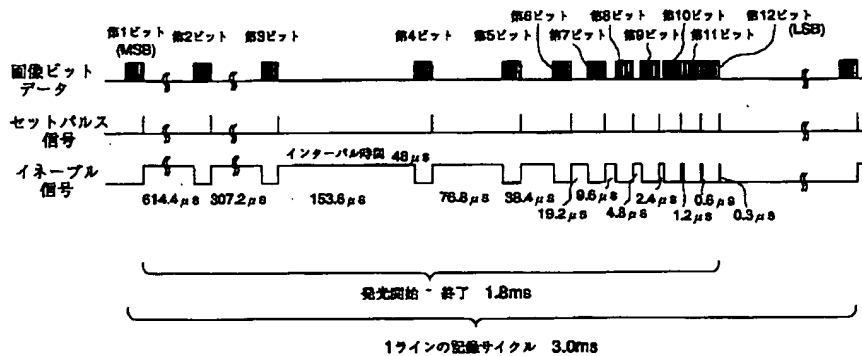 第1ビット
(MSB)
第2ビット
第3ビット
第4ビット
第5ビット
第6ビット
第7ビット
第8ビット
第9ビット
第10ビット
第11ビット
第12ビット
(LSB)
画像ビット
データ
セットパルス
信号
イネーブル
信号
インターバル時間
48μs
614.4μs
307.2μs
153.6μs
76.8μs
38.4μs
19.2μs
9.6μs
4.8μs
2.4μs
1.2μs
0.6μs
0.3μs
発光開始 ~ 終了 1.8ms
1ラインの記録サイクル 3.0ms